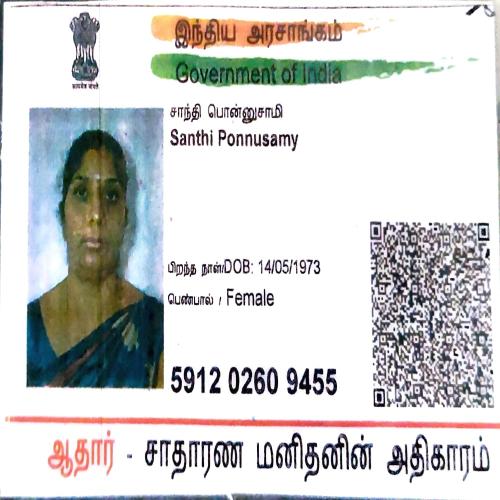 இந்திய அரசாங்கம்
Government of India
सत्यमेव जयते
சாந்தி பொன்னுசாமி
Santhi Ponnusamy
பிறந்த நாள்/DOB: 14/05/1973
பெண்பால் / Female
5912 0260 9455
ஆதார் - சாதாரண மனிதனின் அதிகாரம்